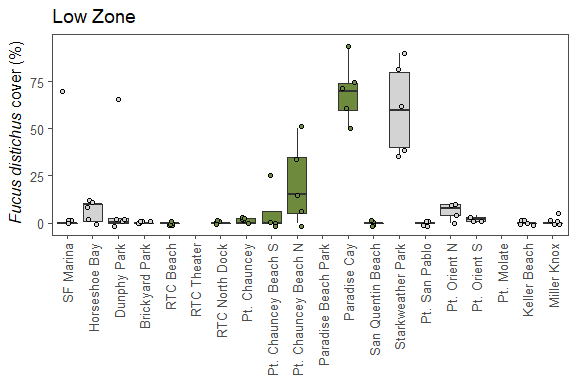 Low Zone
Fucus distichus cover (%)
75
50
25
0
SF Marina
Horseshoe Bay
Dunphy Park
Brickyard Park
RTC Beach
RTC Theater
RTC North Dock
Pt. Chauncey
Pt. Chauncey Beach S
Pt. Chauncey Beach N
Paradise Beach Park
Paradise Cay
San Quentin Beach
Starkweather Park
Pt. San Pablo
Pt. Orient N
Pt. Orient S
Pt. Molate
Keller Beach
Miller Knox